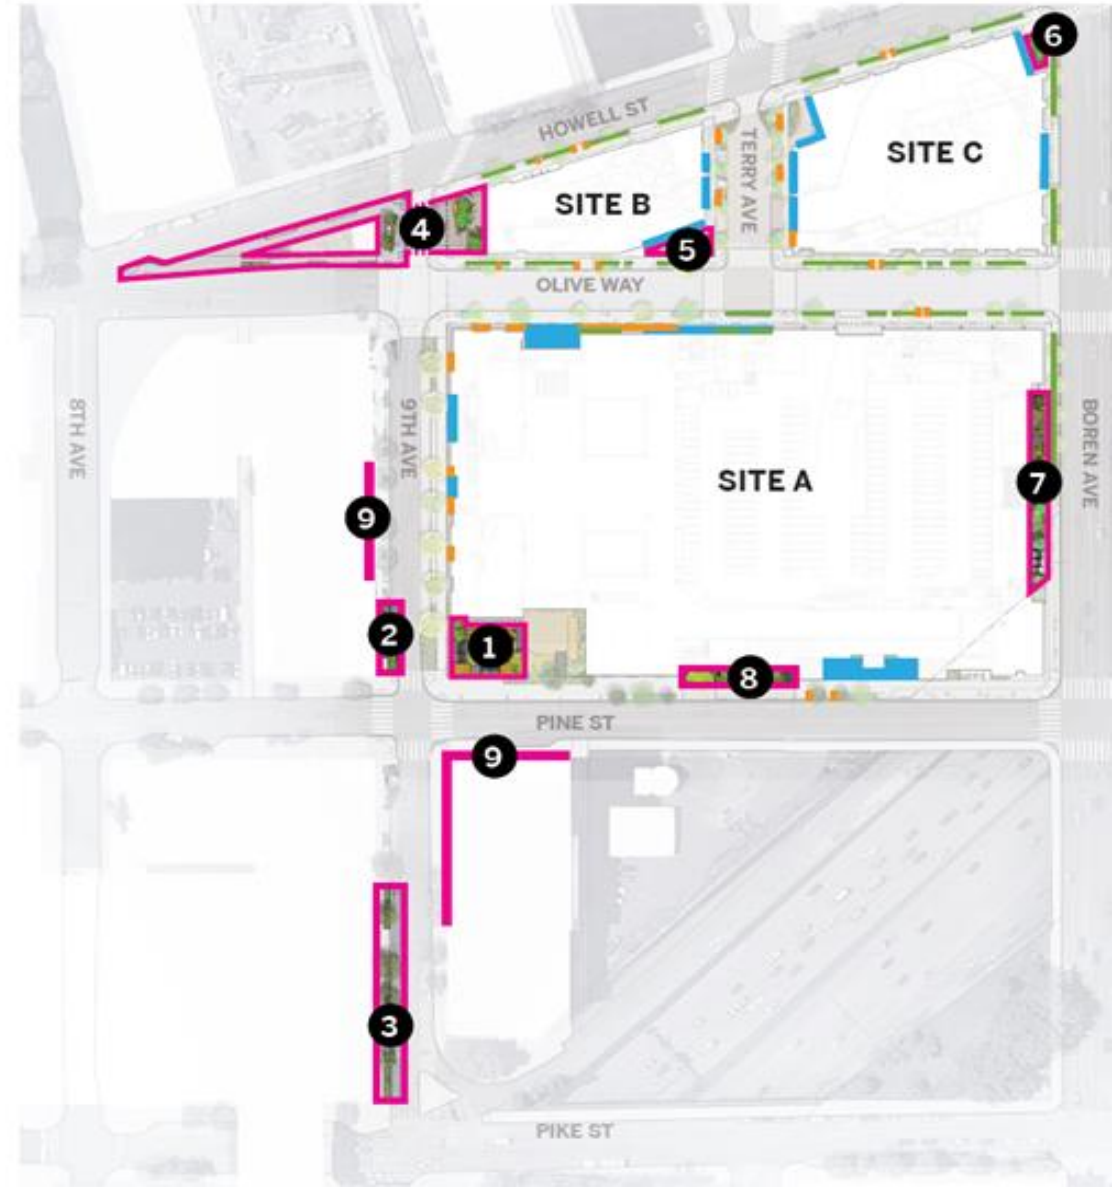 6
HOWELL ST
TERRY AVE
SITE C
SITE B
4
5
OLIVE WAY
8TH AVE
9TH AVE
BOREN AVE
SITE A
7
9
2
1
8
PINE ST
9
3
PIKE ST